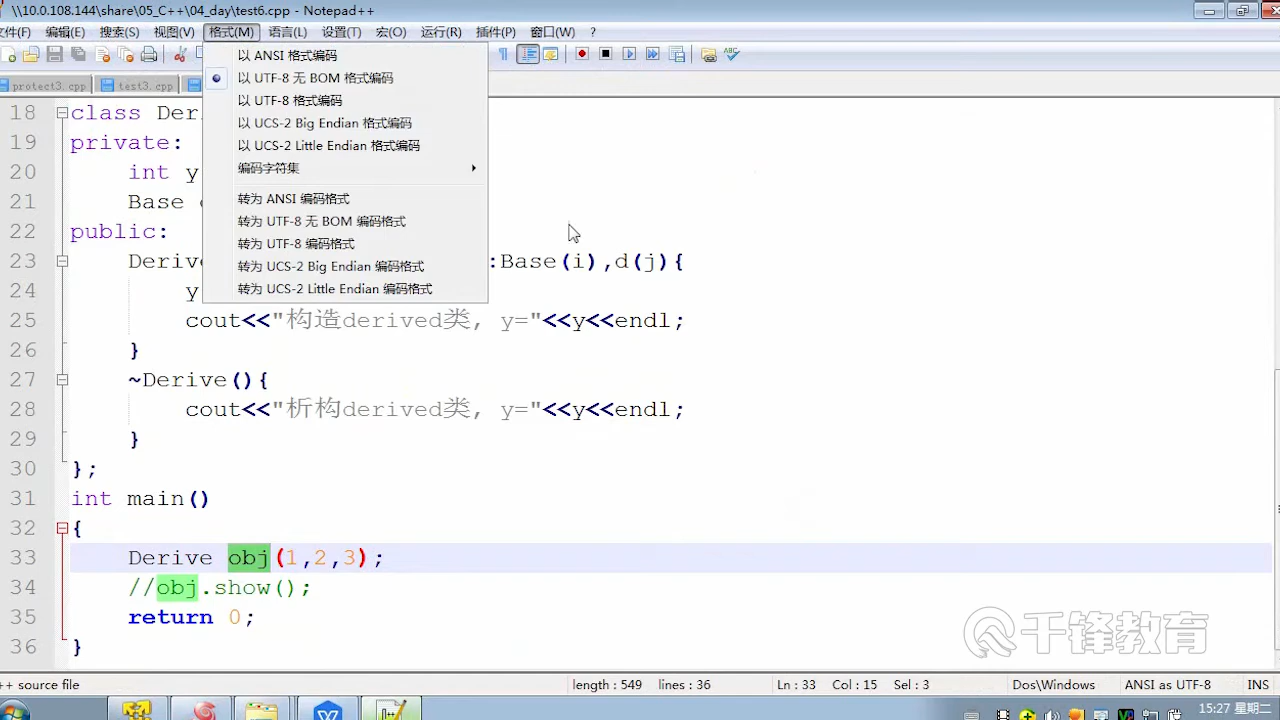 \\10.0.108.144\share\05_C++\04_day\test6.cpp - Notepad++
文件(F) 编辑(E) 搜索(S) 视图(V) 格式(M) 语言(L) 设置(T) 宏(O) 运行(R) 插件(P) 窗口(W) ?
protect3.cpp test3.cpp
以 ANSI 格式编码
以 UTF-8 无 BOM 格式编码
以 UTF-8 格式编码
以 UCS-2 Big Endian 格式编码
以 UCS-2 Little Endian 格式编码
编码字符集
转为 ANSI 编码格式
转为 UTF-8 无 BOM 编码格式
转为 UTF-8 编码格式
转为 UCS-2 Big Endian 编码格式
转为 UCS-2 Little Endian 编码格式
18 class Der
19 private:
20 int y
21 Base
22 public:
23 Deriv :Base(i),d(j){
24 y
25 cout<<"构造derived类, y="<<y<<endl;
26 }
27 ~Derive(){
28 cout<<"析构derived类, y="<<y<<endl;
29 }
30 };
31 int main()
32 {
33 Derive obj(1,2,3);
34 //obj.show();
35 return 0;
36 }
千锋教育
++ source file length : 549 lines : 36 Ln : 33 Col : 15 Sel : 3 Dos\Windows ANSI as UTF-8 INS
15:27 星期二